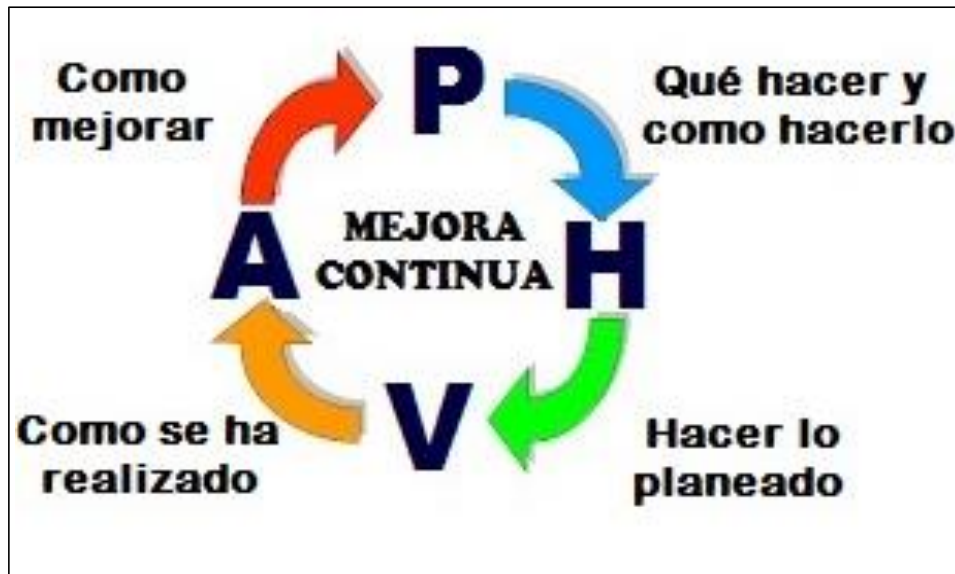 P
Qué hacer y
como hacerlo
H
Hacer lo
planeado
V
Como se ha
realizado
A
Como
mejorar
MEJORA
CONTINUA